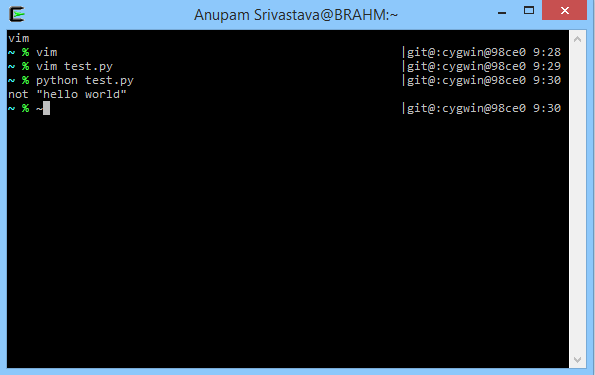 Anupam Srivastava@BRAHM:~
vim
~ % vim |git@:cygwin@98ce0 9:28
~ % vim test.py |git@:cygwin@98ce0 9:29
~ % python test.py |git@:cygwin@98ce0 9:30
not "hello world"
~ % ~ |git@:cygwin@98ce0 9:30